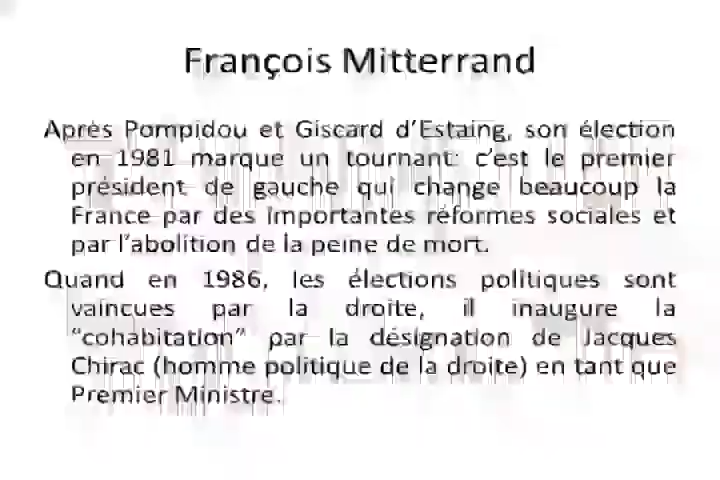 François Mitterrand
Après Pompidou et Giscard d’Estaing, son élection
en 1981 marque un tournant: c’est le premier
président de gauche qui change beaucoup la
France par des importantes réformes sociales et
par l’abolition de la peine de mort.
Quand en 1986, les élections politiques sont
vaincues par la droite, il inaugure la
“cohabitation” par la désignation de Jacques
Chirac (homme politique de la droite) en tant que
Premier Ministre.